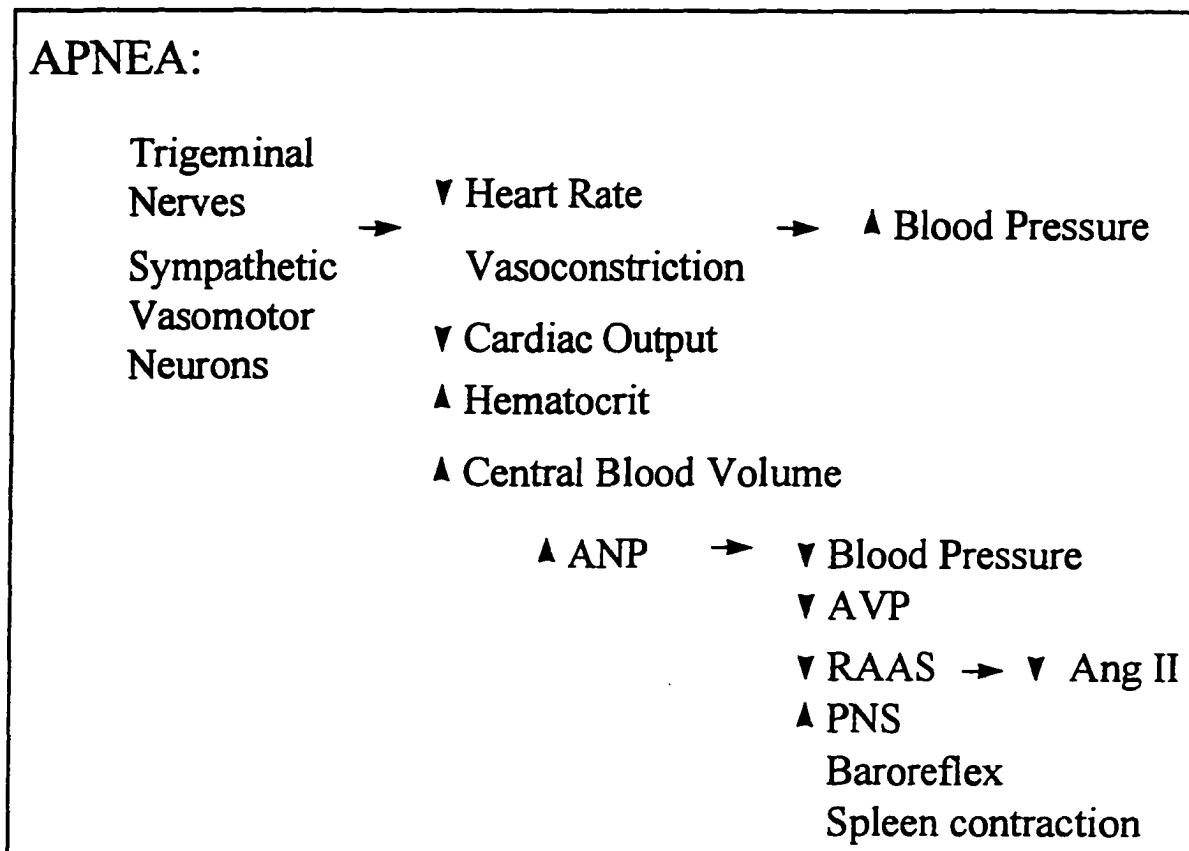 APNEA:
Trigeminal
Nerves
Sympathetic
Vasomotor
Neurons
→
▼ Heart Rate
Vasoconstriction
▼ Cardiac Output
▲ Hematocrit
▲ Central Blood Volume
→ ▲ Blood Pressure
▲ ANP → ▼ Blood Pressure
▼ AVP
▼ RAAS → ▼ Ang II
▲ PNS
Baroreflex
Spleen contraction